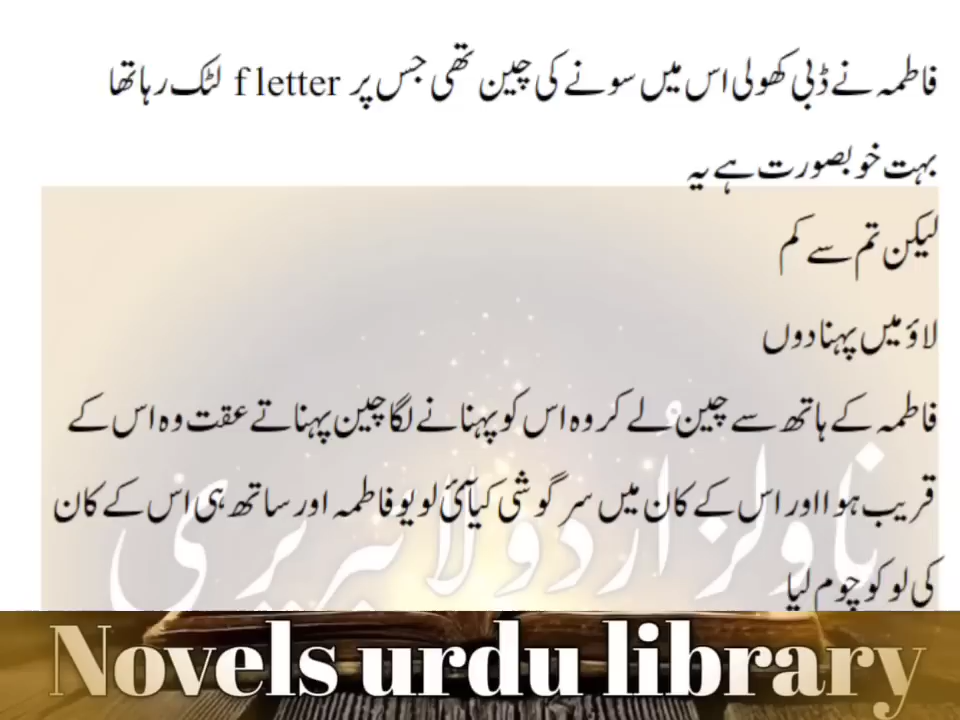 فاطمہ نے ڈبی کھولی اس میں سونے کی چین تھی جس پر f letter لٹک رہا تھا
بہت خوبصورت ہے یہ
لیکن تم سے کم
لاؤ میں پہنا دوں
فاطمہ کے ہاتھ سے چین لے کر وہ اس کو پہنانے لگا چین پہناتے عقت وہ اس کے
قریب ہوا اور اس کے کان میں سرگوشی کیآئ لو یو فاطمہ اور ساتھ ہی اس کے کان
کی لو کو چوم لیا
ناولز اُردو لائبریری
Novels urdu library